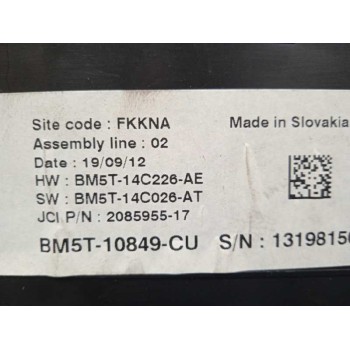 Site code : FKKNA Made in Slovakia
Assembly line : 02
Date : 19/09/12
HW : BM5T-14C226-AE
SW : BM5T-14C026-AT
JCI P/N : 2085955-17
BM5T-10849-CU S/N : 1319815